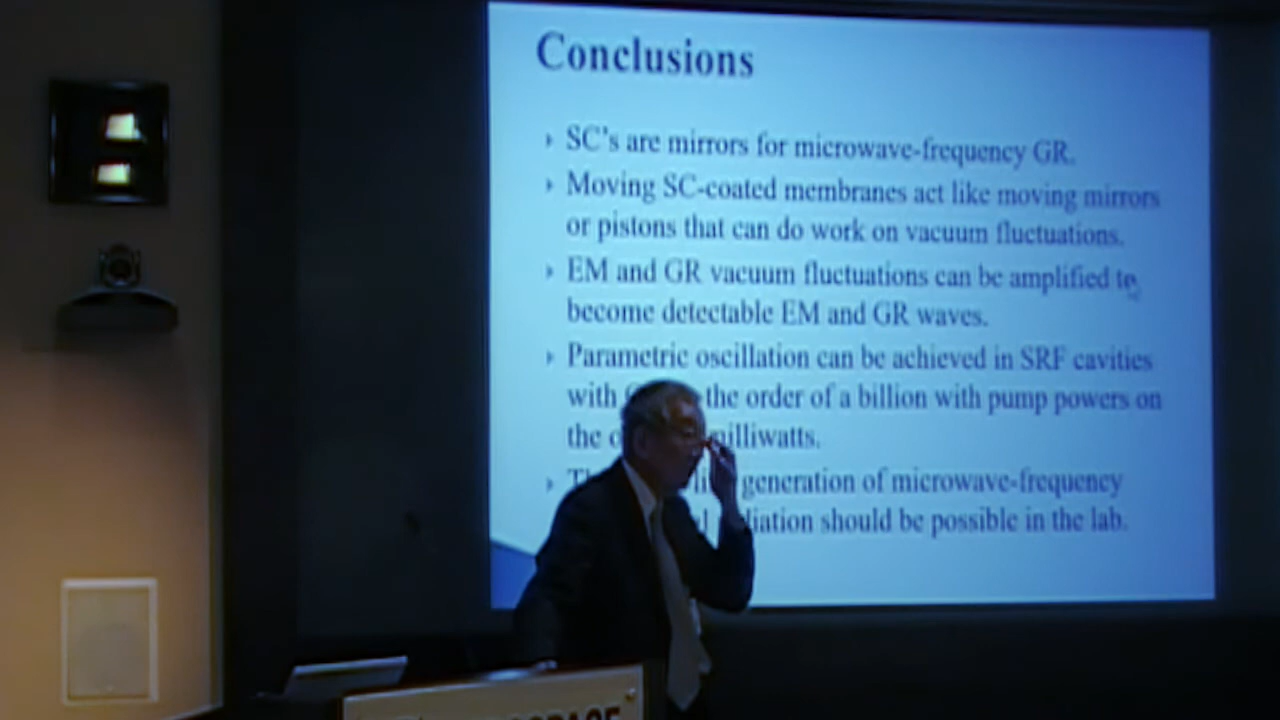 Conclusions
SC's are mirrors for microwave-frequency GR.
Moving SC-coated membranes act like moving mirrors
or pistons that can do work on vacuum fluctuations.
EM and GR vacuum fluctuations can be amplified to
become detectable EM and GR waves.
Parametric oscillation can be achieved in SRF cavities
with the order of a billion with pump powers on
the milliwatts.
generation of microwave-frequency
should be possible in the lab.